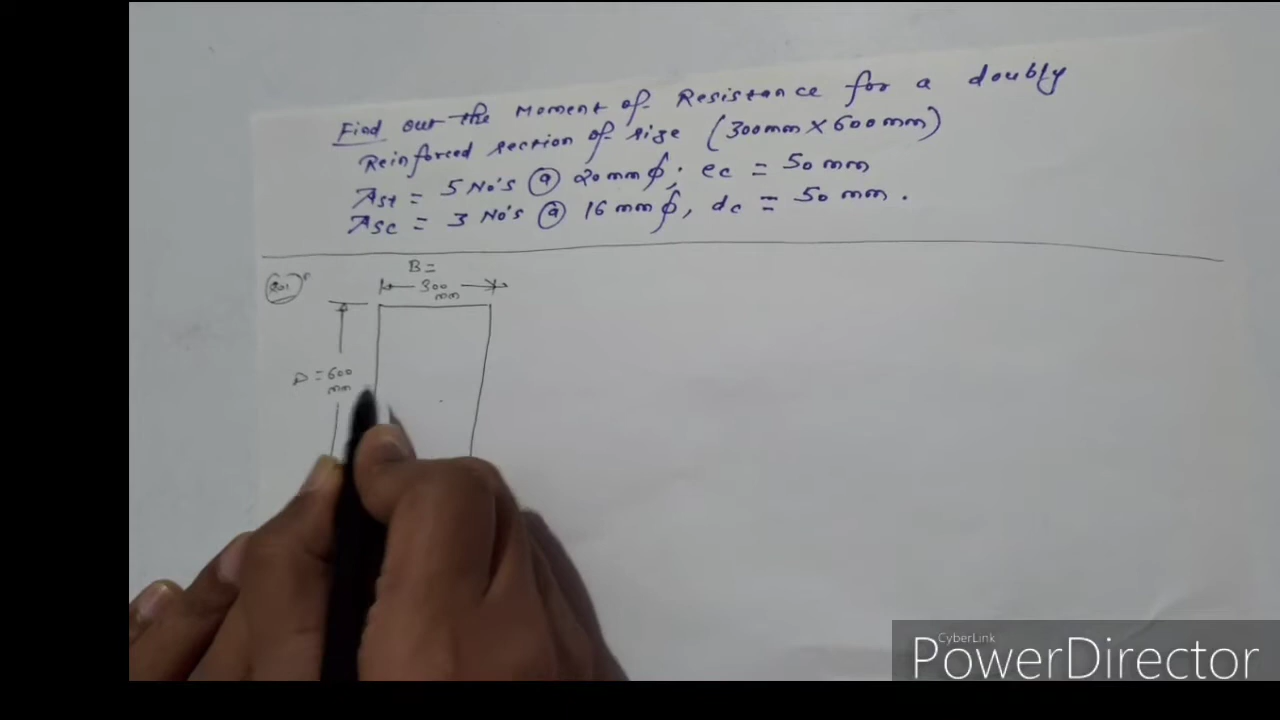 Find out the Moment of Resistance for a doubly
Reinforced section of size (300mm X 600mm)
Ast = 5 No's @ 20mm ϕ, ec = 50 mm
Asc = 3 No's @ 16 mm ϕ, dc = 50 mm.
Sol
B =
300
mm
D = 600
mm
CyberLink
PowerDirector